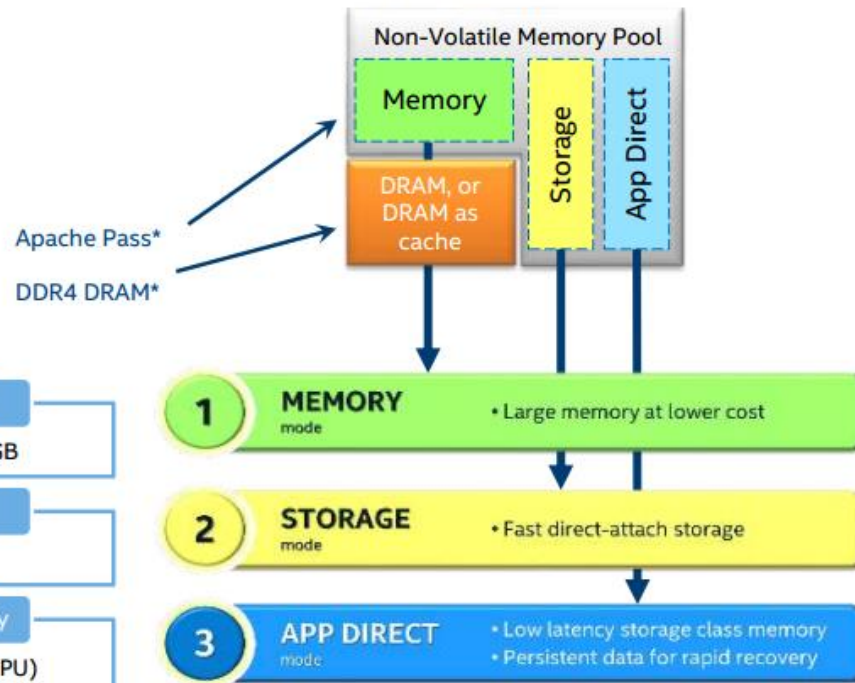 Non-Volatile Memory Pool
Memory
Storage
App Direct
DRAM, or
DRAM as
cache
Apache Pass*
DDR4 DRAM*
GB
y
PU)
1
MEMORY
mode
• Large memory at lower cost
2
STORAGE
mode
• Fast direct-attach storage
3
APP DIRECT
mode
• Low latency storage class memory
• Persistent data for rapid recovery